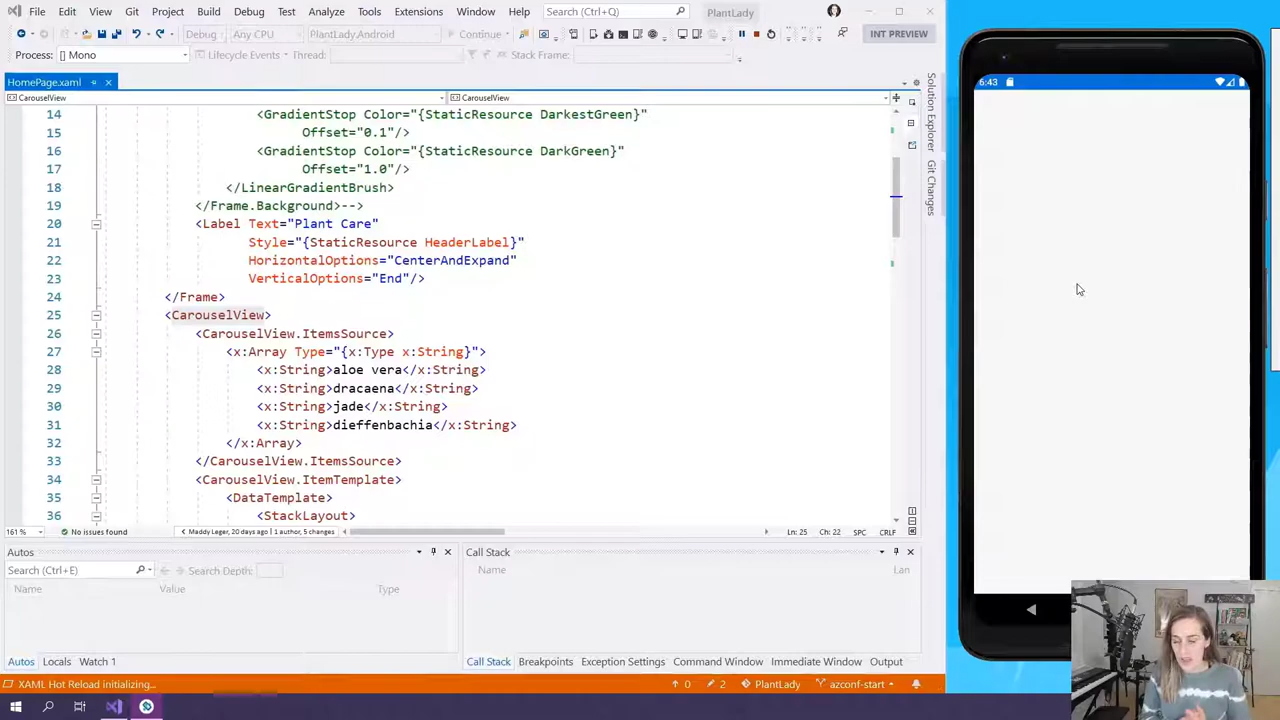 File Edit View Git Project Build Debug Test Analyze Tools Extensions Window Help Search (Ctrl+Q) PlantLady
Debug Any CPU PlantLady.Android Continue INT PREVIEW
Process: [] Mono Lifecycle Events Thread: Stack Frame:
HomePage.xaml
CarouselView CarouselView
14 <GradientStop Color="{StaticResource DarkestGreen}"
15 Offset="0.1"/>
16 <GradientStop Color="{StaticResource DarkGreen}"
17 Offset="1.0"/>
18 </LinearGradientBrush>
19 </Frame.Background>-->
20 <Label Text="Plant Care"
21 Style="{StaticResource HeaderLabel}"
22 HorizontalOptions="CenterAndExpand"
23 VerticalOptions="End"/>
24 </Frame>
25 <CarouselView>
26 <CarouselView.ItemsSource>
27 <x:Array Type="{x:Type x:String}">
28 <x:String>aloe vera</x:String>
29 <x:String>dracaena</x:String>
30 <x:String>jade</x:String>
31 <x:String>dieffenbachia</x:String>
32 </x:Array>
33 </CarouselView.ItemsSource>
34 <CarouselView.ItemTemplate>
35 <DataTemplate>
36 <StackLayout>
Solution Explorer
Git Changes
161 % No issues found Maddy Leger, 20 days ago | 1 author, 5 changes Ln: 25 Ch: 22 SPC CRLF
Autos
Search (Ctrl+E) Search Depth:
Name Value Type
Call Stack
Name Lan
Autos Locals Watch 1
Call Stack Breakpoints Exception Settings Command Window Immediate Window Output
XAML Hot Reload initializing... 0 2 PlantLady azconf-start
6:43